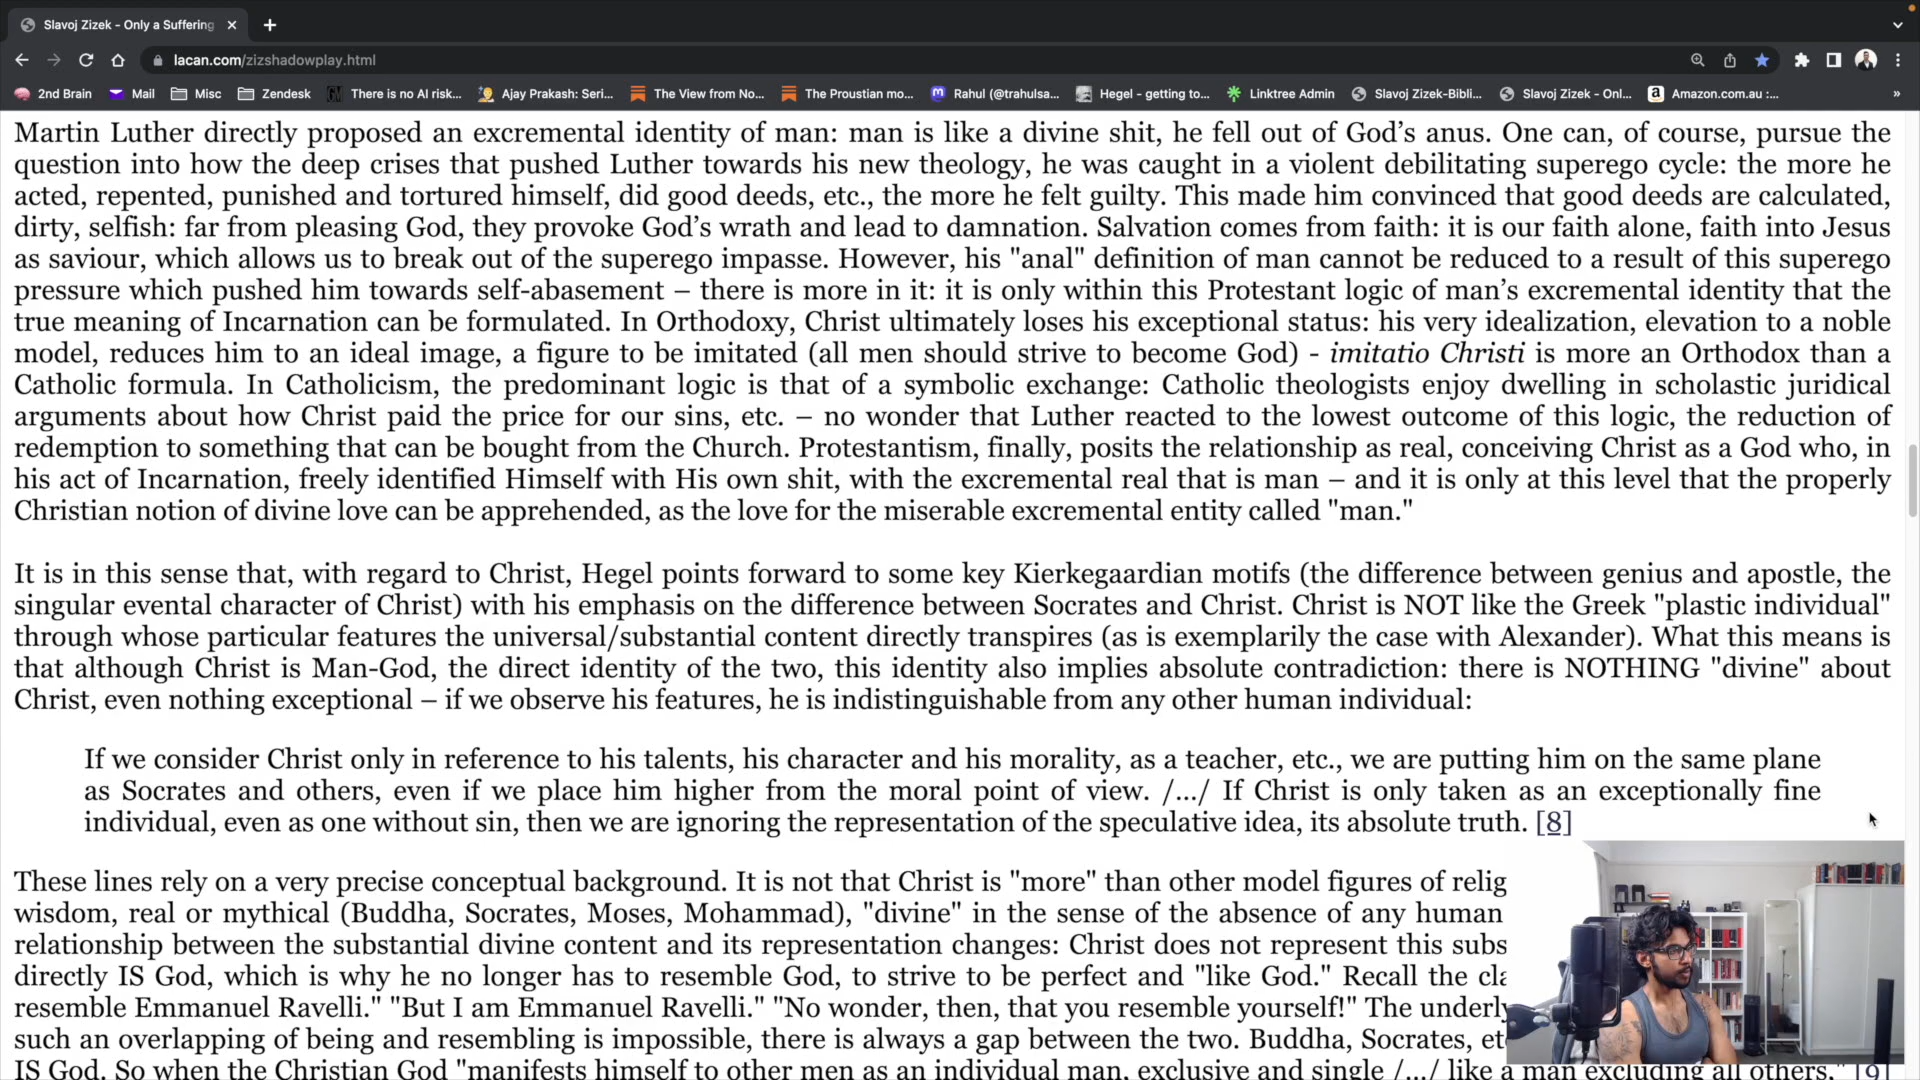 Slavoj Zizek - Only a Suffering
lacan.com/zizshadowplay.html
2nd Brain Mail Misc Zendesk There is no AI risk... Ajay Prakash: Seri... The View from No... The Proustian mo... Rahul (@trahulsa... Hegel - getting to... Linktree Admin Slavoj Zizek-Bibli... Slavoj Zizek - Onl... Amazon.com.au :... »
Martin Luther directly proposed an excremental identity of man: man is like a divine shit, he fell out of God's anus. One can, of course, pursue the
question into how the deep crises that pushed Luther towards his new theology, he was caught in a violent debilitating superego cycle: the more he
acted, repented, punished and tortured himself, did good deeds, etc., the more he felt guilty. This made him convinced that good deeds are calculated,
dirty, selfish: far from pleasing God, they provoke God's wrath and lead to damnation. Salvation comes from faith: it is our faith alone, faith into Jesus
as saviour, which allows us to break out of the superego impasse. However, his "anal" definition of man cannot be reduced to a result of this superego
pressure which pushed him towards self-abasement – there is more in it: it is only within this Protestant logic of man's excremental identity that the
true meaning of Incarnation can be formulated. In Orthodoxy, Christ ultimately loses his exceptional status: his very idealization, elevation to a noble
model, reduces him to an ideal image, a figure to be imitated (all men should strive to become God) - imitatio Christi is more an Orthodox than a
Catholic formula. In Catholicism, the predominant logic is that of a symbolic exchange: Catholic theologists enjoy dwelling in scholastic juridical
arguments about how Christ paid the price for our sins, etc. – no wonder that Luther reacted to the lowest outcome of this logic, the reduction of
redemption to something that can be bought from the Church. Protestantism, finally, posits the relationship as real, conceiving Christ as a God who, in
his act of Incarnation, freely identified Himself with His own shit, with the excremental real that is man – and it is only at this level that the properly
Christian notion of divine love can be apprehended, as the love for the miserable excremental entity called "man."
It is in this sense that, with regard to Christ, Hegel points forward to some key Kierkegaardian motifs (the difference between genius and apostle, the
singular evental character of Christ) with his emphasis on the difference between Socrates and Christ. Christ is NOT like the Greek "plastic individual"
through whose particular features the universal/substantial content directly transpires (as is exemplarily the case with Alexander). What this means is
that although Christ is Man-God, the direct identity of the two, this identity also implies absolute contradiction: there is NOTHING "divine" about
Christ, even nothing exceptional – if we observe his features, he is indistinguishable from any other human individual:
If we consider Christ only in reference to his talents, his character and his morality, as a teacher, etc., we are putting him on the same plane
as Socrates and others, even if we place him higher from the moral point of view. /.../ If Christ is only taken as an exceptionally fine
individual, even as one without sin, then we are ignoring the representation of the speculative idea, its absolute truth. [8]
These lines rely on a very precise conceptual background. It is not that Christ is "more" than other model figures of relig
wisdom, real or mythical (Buddha, Socrates, Moses, Mohammad), "divine" in the sense of the absence of any human
relationship between the substantial divine content and its representation changes: Christ does not represent this subs
directly IS God, which is why he no longer has to resemble God, to strive to be perfect and "like God." Recall the cla
resemble Emmanuel Ravelli." "But I am Emmanuel Ravelli." "No wonder, then, that you resemble yourself!" The underly
such an overlapping of being and resembling is impossible, there is always a gap between the two. Buddha, Socrates, etc
IS God. So when the Christian God "manifests himself to other men as an individual man, exclusive and single /.../ like a man excluding all others," [9]